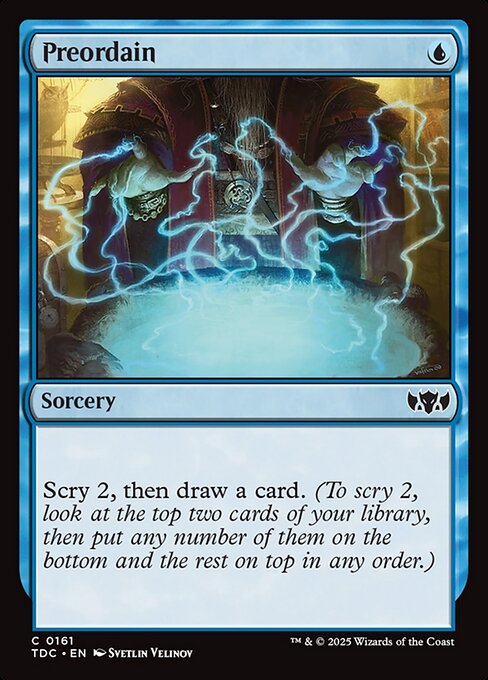 Preordain
Sorcery
Scry 2, then draw a card. (To scry 2,
look at the top two cards of your library,
then put any number of them on the
bottom and the rest on top in any order.)
C 0161
TDC • EN Svetlin Velinov
™ & © 2025 Wizards of the Coast